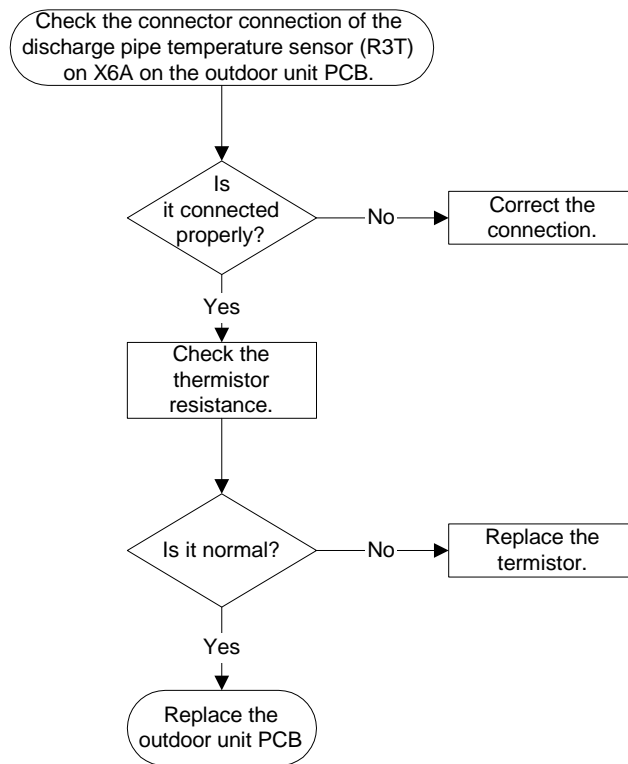 Check the connector connection of the
discharge pipe temperature sensor (R3T)
on X6A on the outdoor unit PCB.
Is
it connected
properly?
No
Correct the
connection.
Yes
Check the
thermistor
resistance.
Is it normal?
No
Replace the
termistor.
Yes
Replace the
outdoor unit PCB